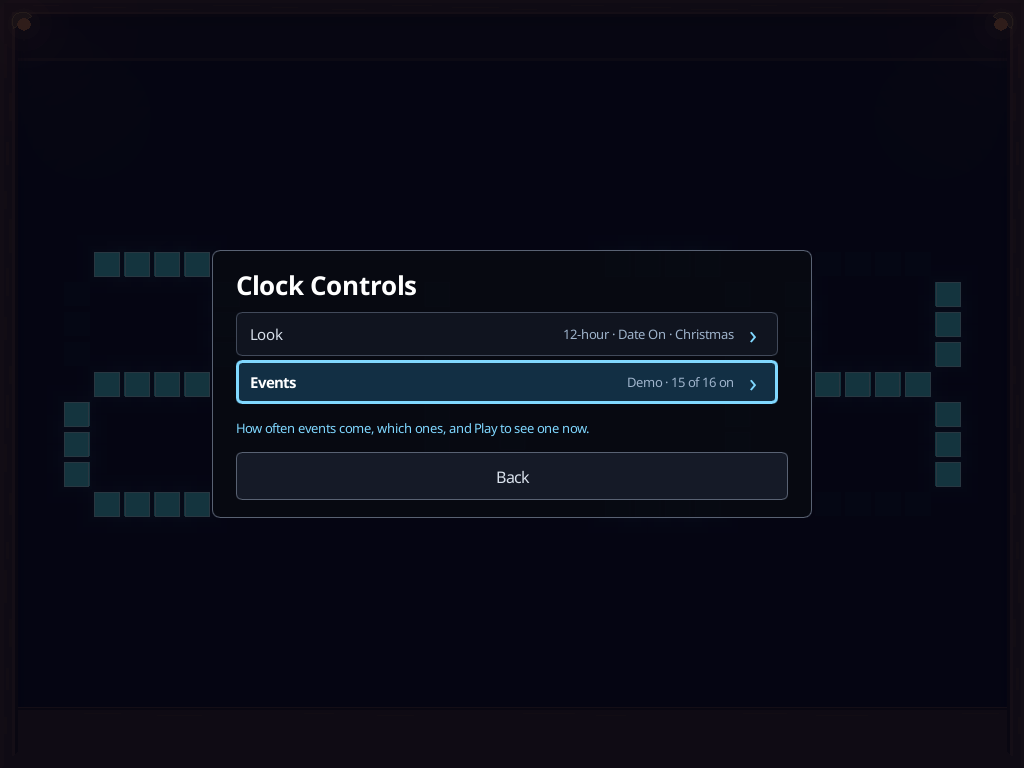 Clock Controls
Look 12-hour · Date On · Christmas ›
Events Demo · 15 of 16 on ›
How often events come, which ones, and Play to see one now.
Back